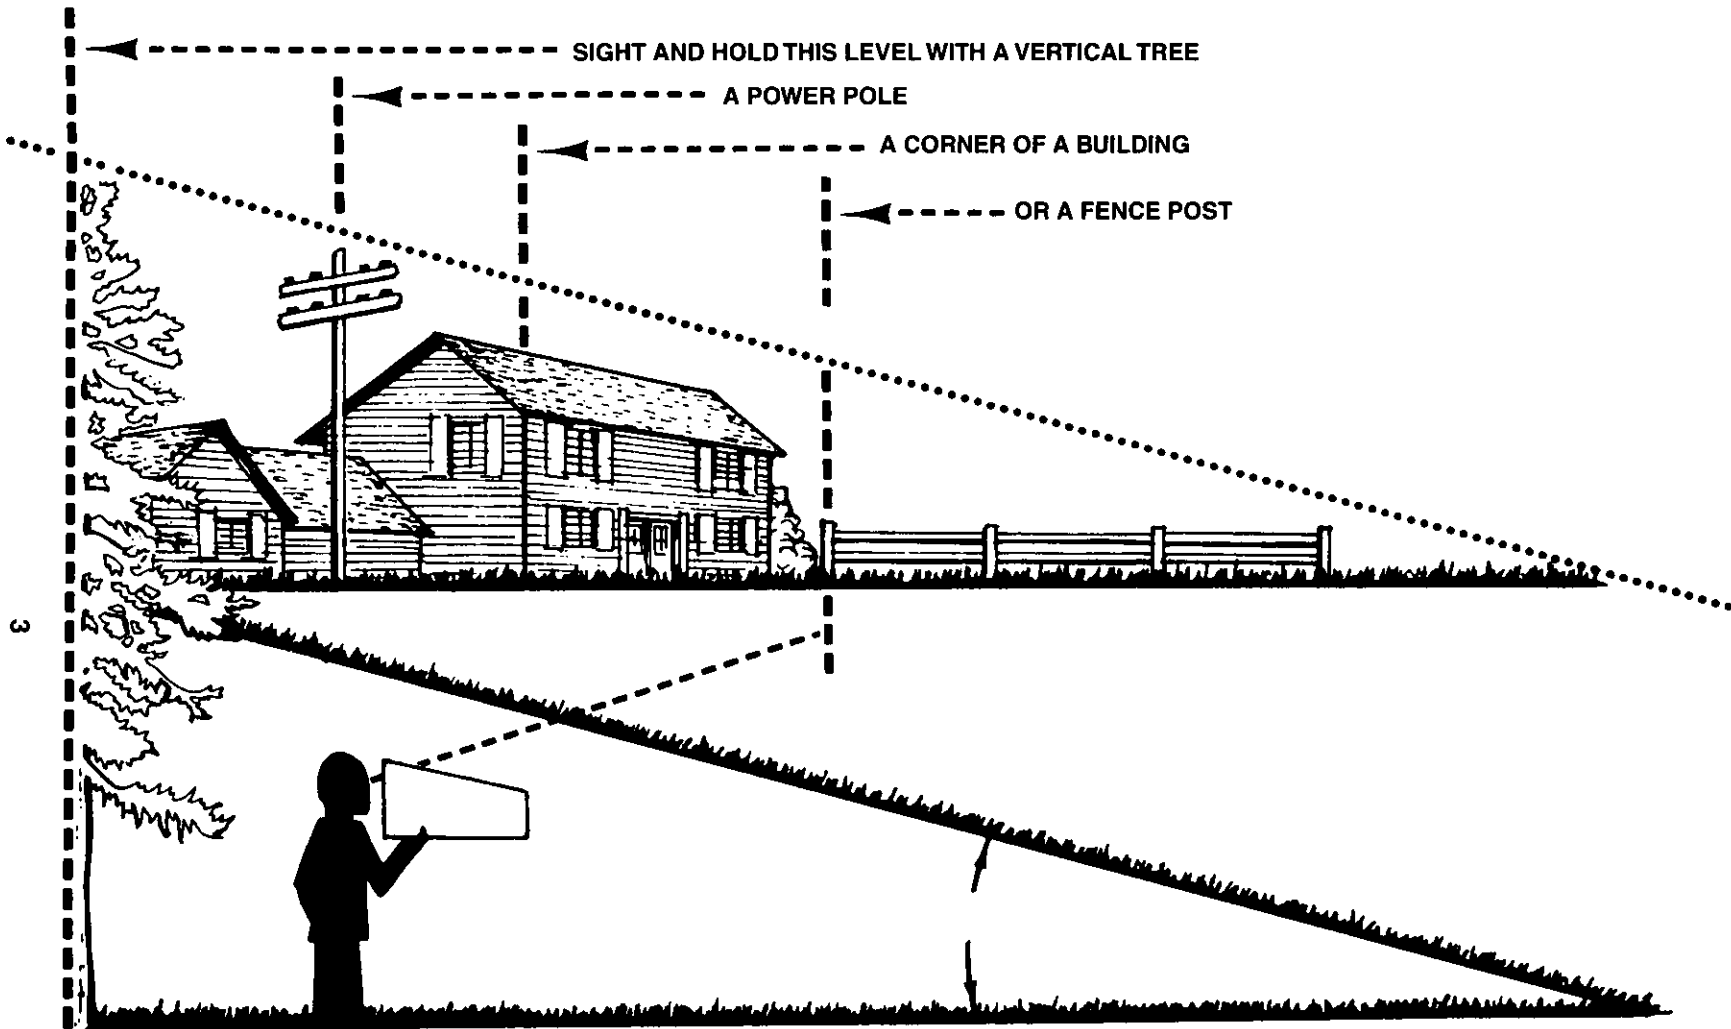 SIGHT AND HOLD THIS LEVEL WITH A VERTICAL TREE
A POWER POLE
A CORNER OF A BUILDING
OR A FENCE POST
3